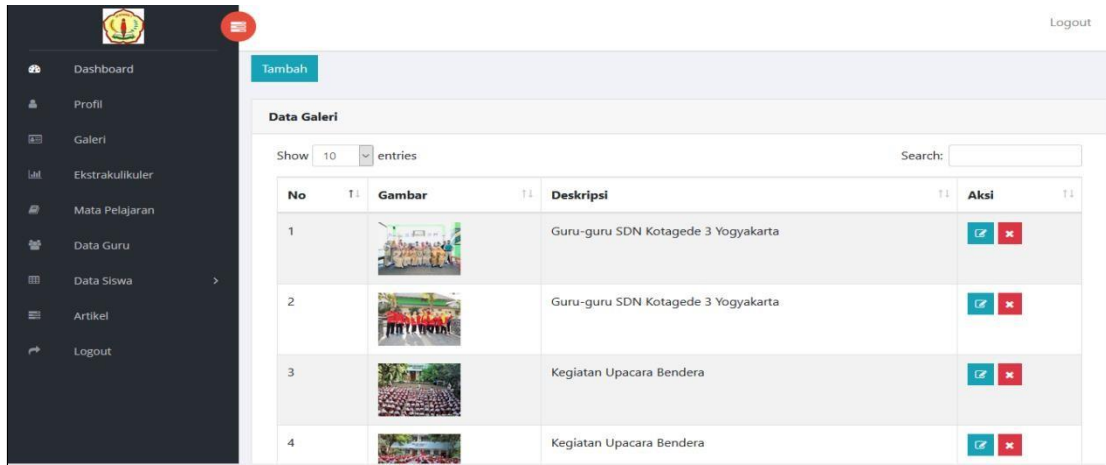 Logout
Dashboard
Profil
Galeri
Ekstrakulikuler
Mata Pelajaran
Data Guru
Data Siswa
Artikel
Logout
Tambah
Data Galeri
Show 10 entries
Search:
No Gambar Deskripsi Aksi
1 Guru-guru SDN Kotagede 3 Yogyakarta
2 Guru-guru SDN Kotagede 3 Yogyakarta
3 Kegiatan Upacara Bendera
4 Kegiatan Upacara Bendera